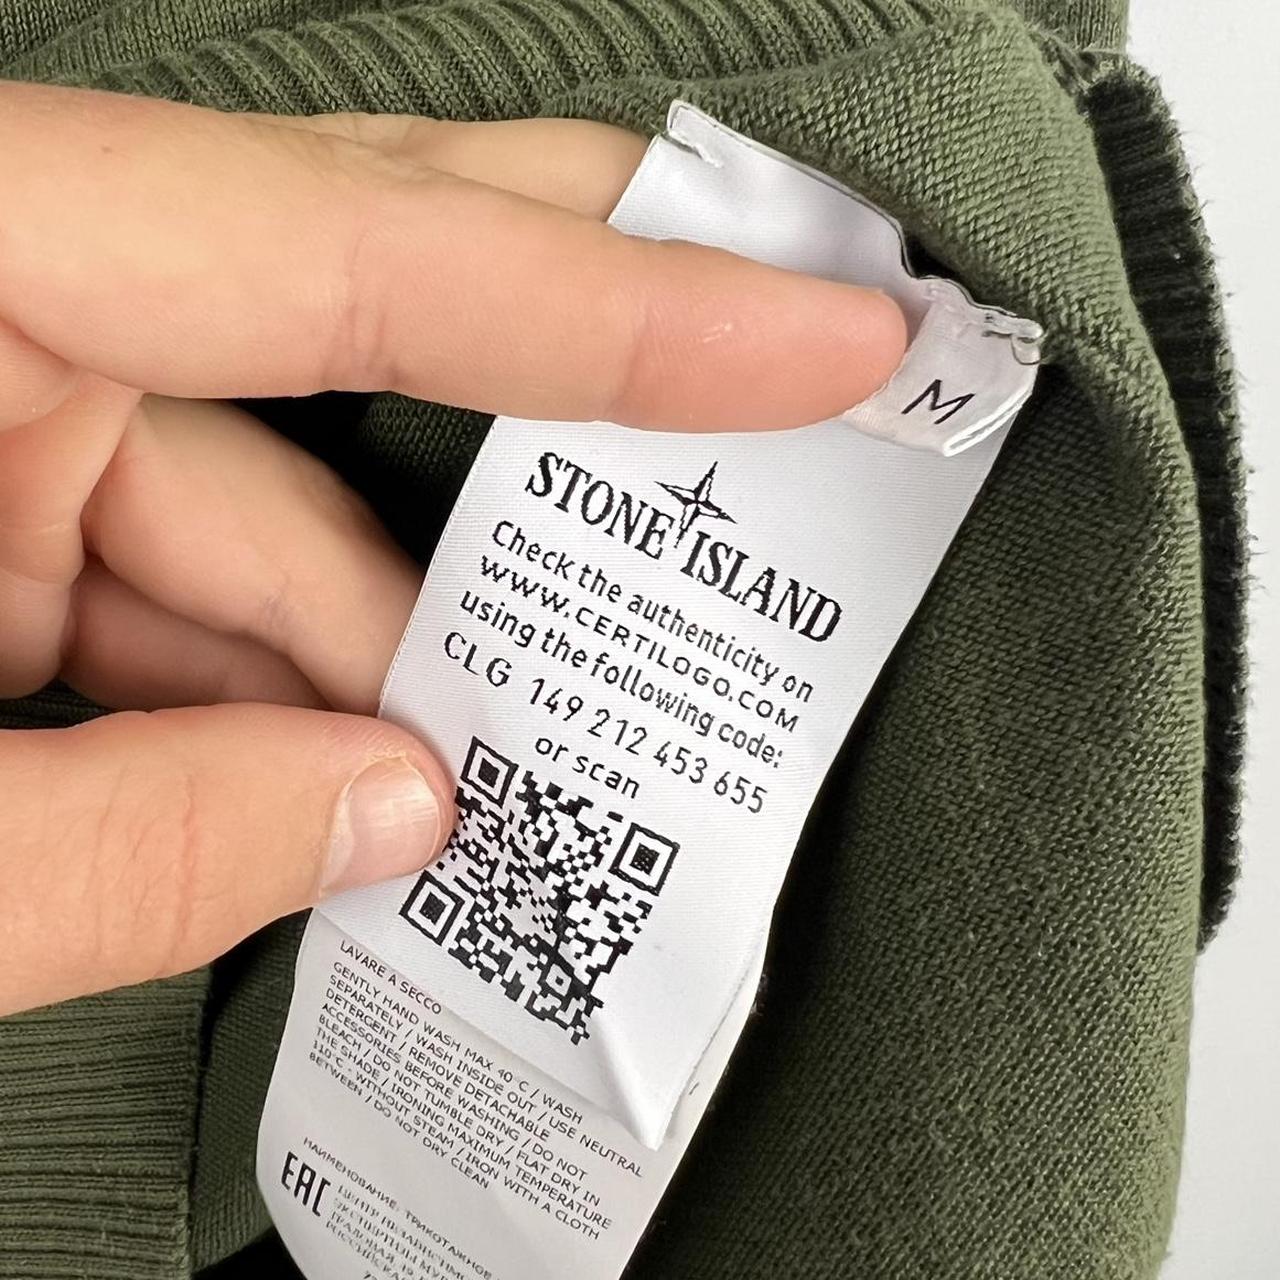 M
STONE ISLAND
Check the authenticity on
WWW.CERTILOGO.COM
using the following code:
CLG 149 212 453 655
or scan
LAVARE A SECCO
GENTLY HAND WASH MAX 40°C / WASH
SEPARATELY / WASH INSIDE OUT / USE NEUTRAL
DETERGENT / REMOVE DETACHABLE
ACCESSORIES BEFORE WASHING / DO NOT
BLEACH / DO NOT TUMBLE DRY / FLAT DRY IN
THE SHADE / IRONING MAXIMUM TEMPERATURE
110°C - WITHOUT STEAM / IRON WITH A CLOTH
BETWEEN / DO NOT DRY CLEAN
EAC
НАИМЕНОВАНИЕ: ТРИКОТАЖНОЕ